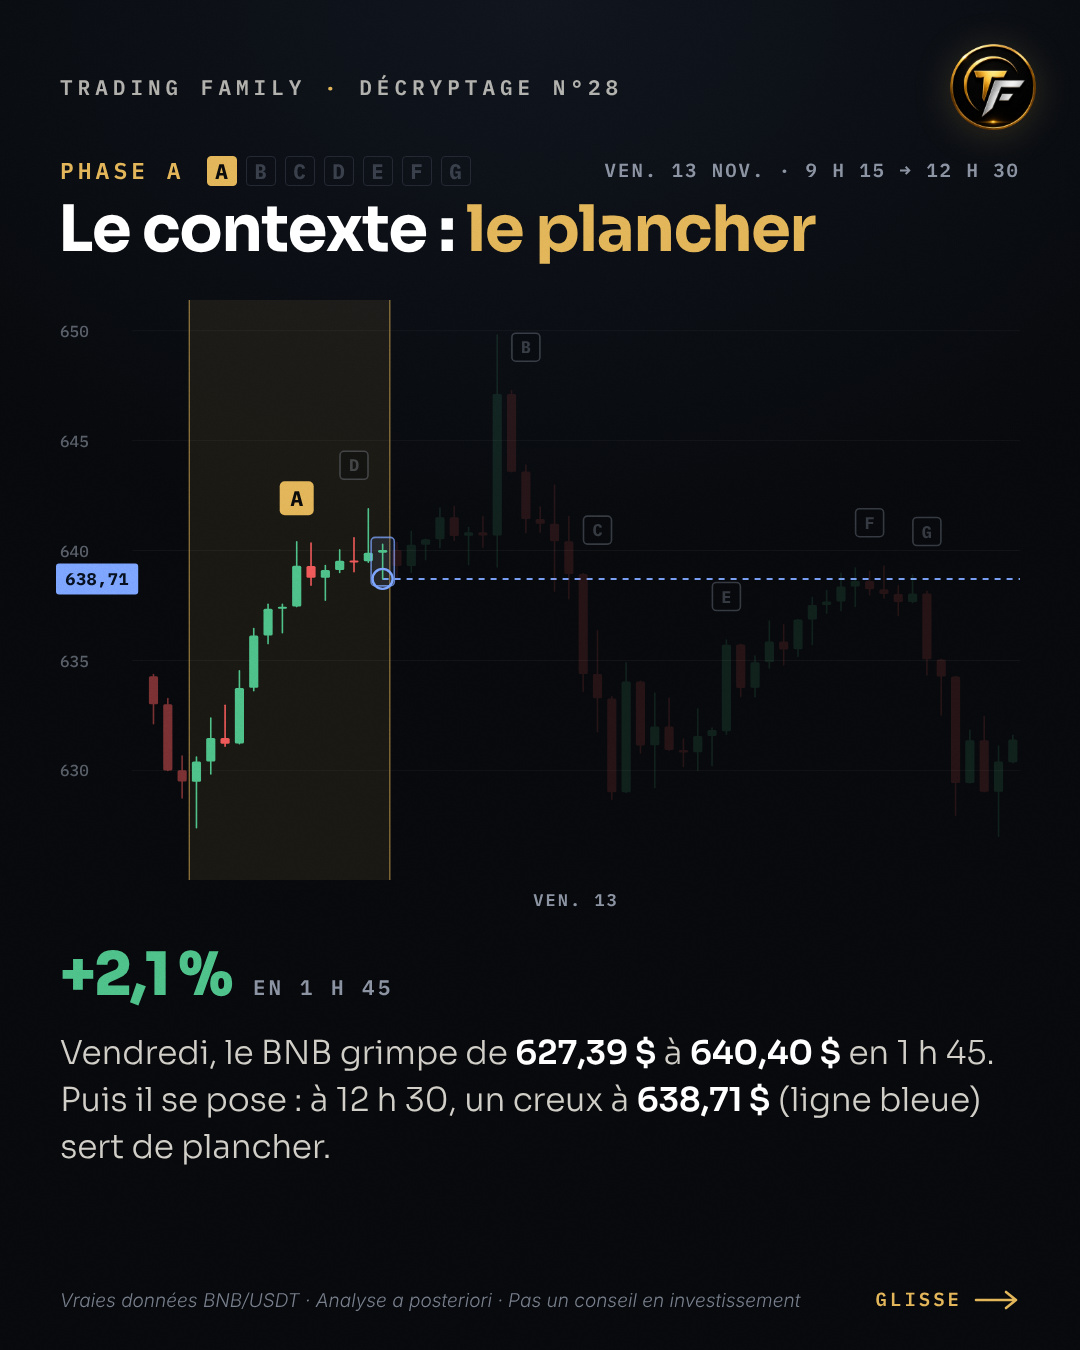 TRADING FAMILY · DÉCRYPTAGE N°28
TF
PHASE A A B C D E F G
VEN. 13 NOV. · 9 H 15 → 12 H 30
Le contexte : le plancher
650
645
640
638,71
635
630
A
D
B
C
E
F
G
VEN. 13
+2,1 % EN 1 H 45
Vendredi, le BNB grimpe de 627,39 $ à 640,40 $ en 1 h 45.
Puis il se pose : à 12 h 30, un creux à 638,71 $ (ligne bleue)
sert de plancher.
Vraies données BNB/USDT · Analyse a posteriori · Pas un conseil en investissement
GLISSE →